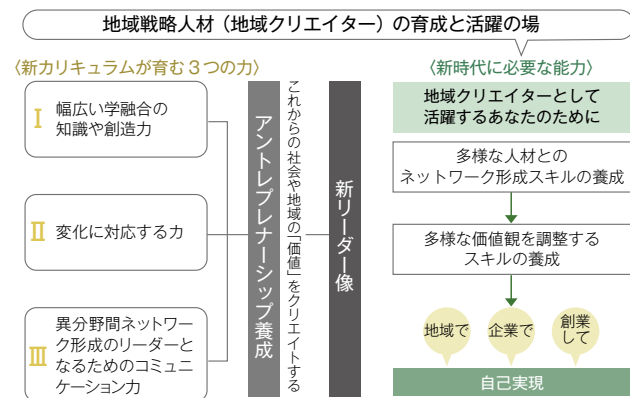 地域戦略人材（地域クリエイター）の育成と活躍の場
〈新カリキュラムが育む３つの力〉
Ⅰ
幅広い学融合の
知識や創造力
Ⅱ
変化に対応する力
Ⅲ
異分野間ネットワー
ク形成のリーダーと
なるためのコミュニ
ケーション力
アントレプレナーシップ養成
これからの社会や地域の「価値」をクリエイトする
新リーダー像
〈新時代に必要な能力〉
地域クリエイターとして
活躍するあなたのために
多様な人材との
ネットワーク形成スキルの養成
多様な価値観を調整する
スキルの養成
地域で
企業で
創業
して
自己実現